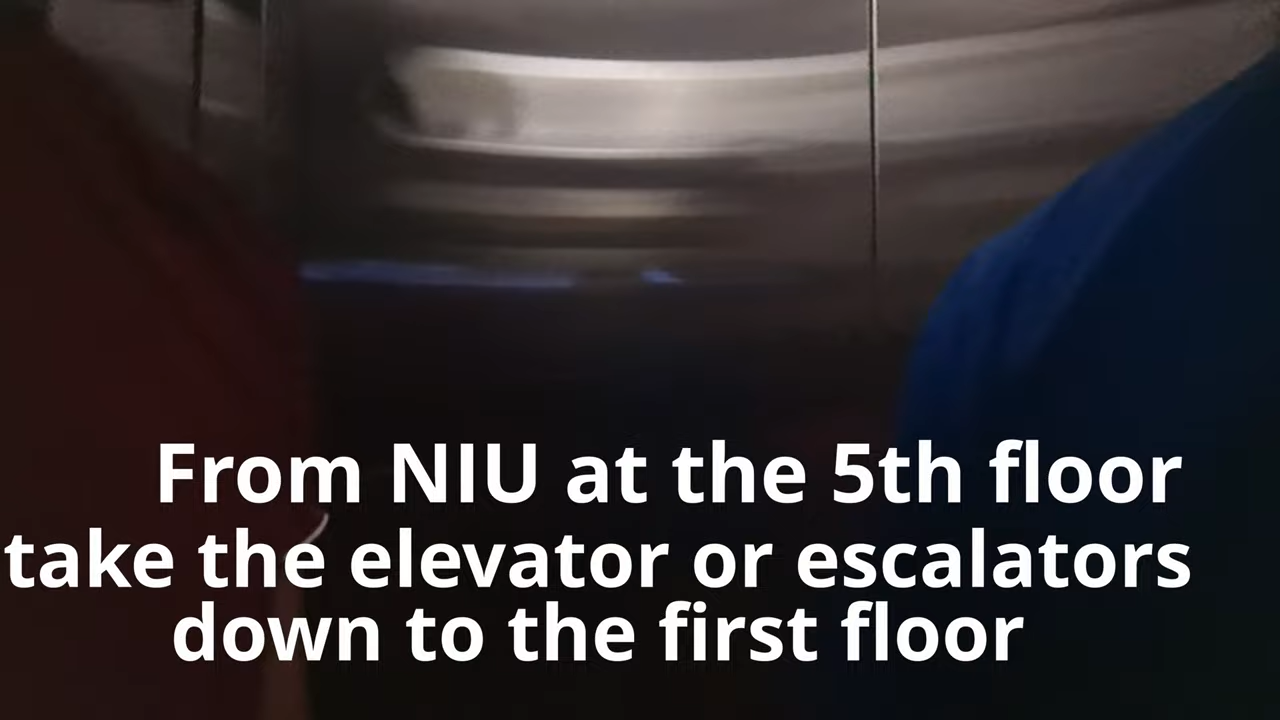 From NIU at the 5th floor
take the elevator or escalators
down to the first floor